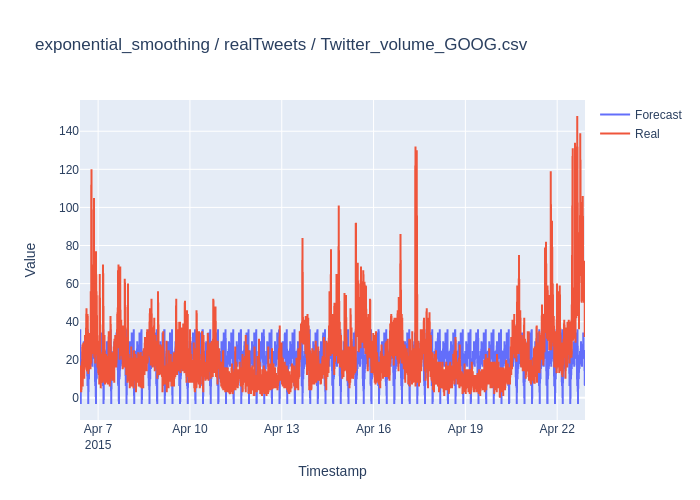 exponential_smoothing / realTweets / Twitter_volume_GOOG.csv
Forecast
Real
Value
140
120
100
80
60
40
20
0
Apr 7
2015
Apr 10
Apr 13
Apr 16
Apr 19
Apr 22
Timestamp